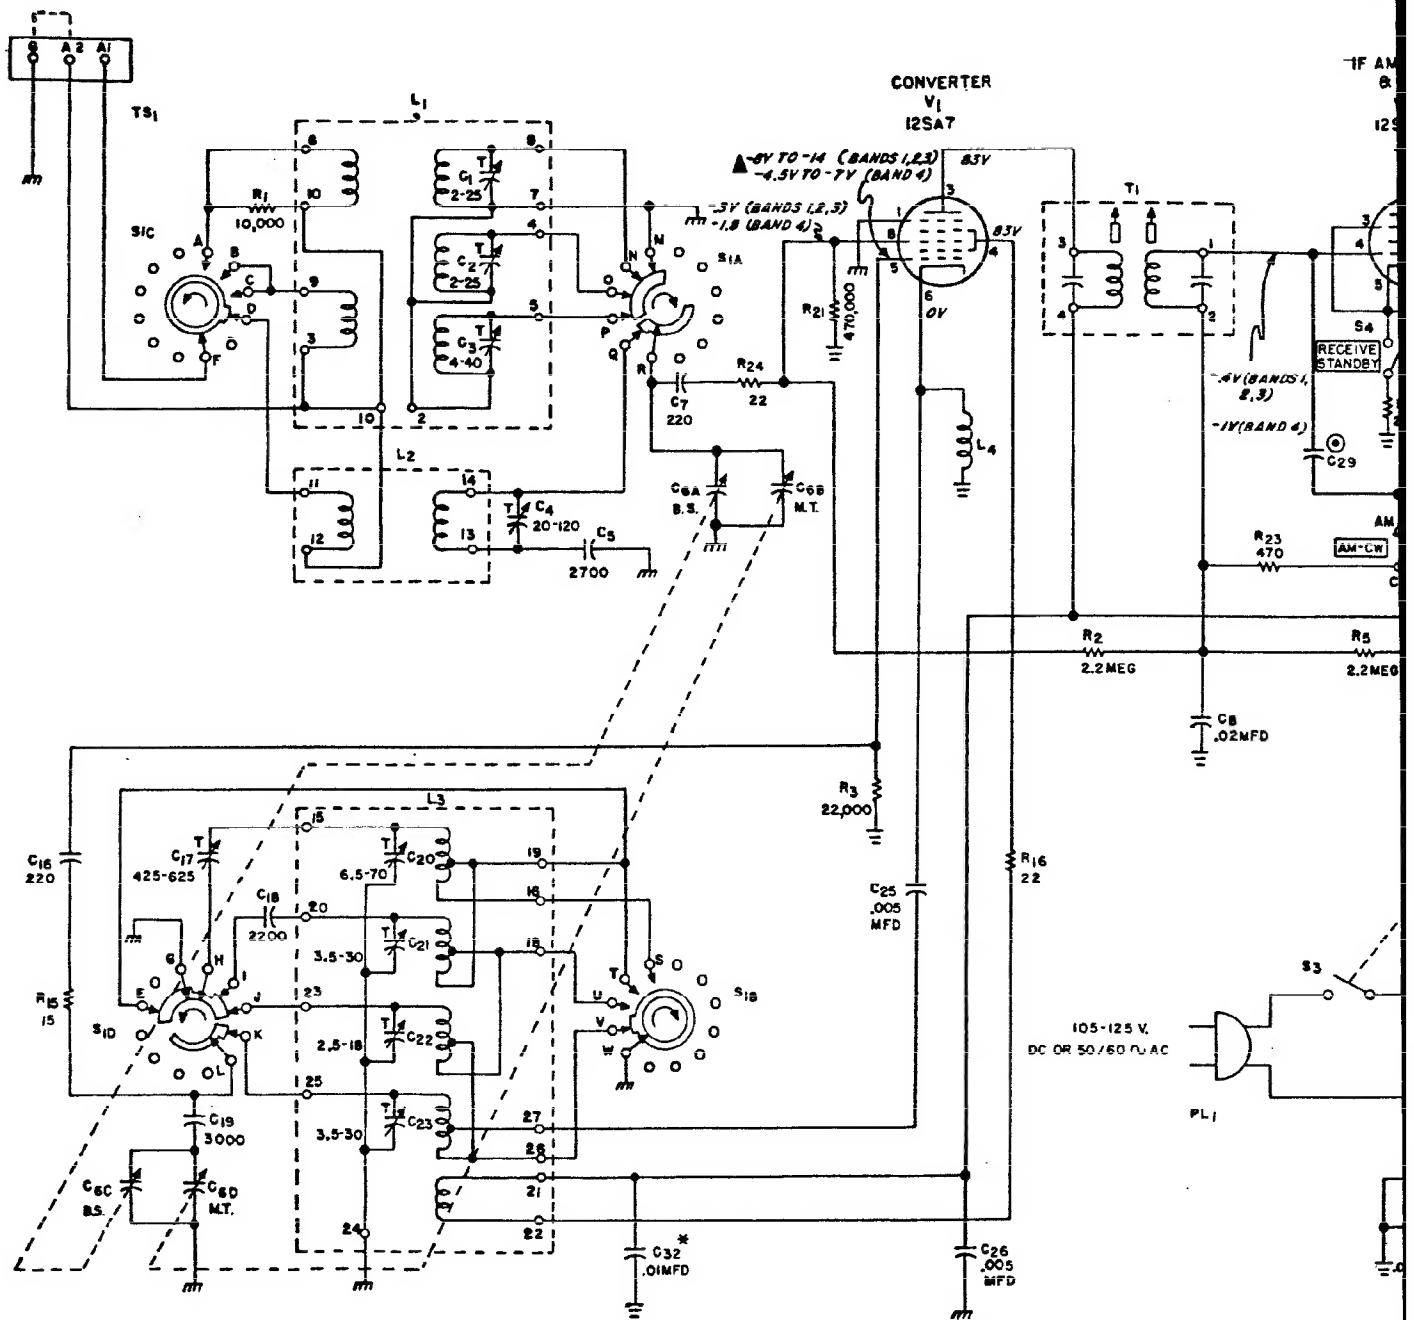 G A2 A1
TS1
L1
CONVERTER
V1
12SA7
IF AM
&
12S
▲-8V TO -14 (BANDS 1,2,3)
-4.5V TO -7V (BAND 4)
83V
-.3V (BANDS 1,2,3)
-1.8 (BAND 4)
83V
0V
1 8 5 3 4 6
T1
3 4 1 2
3 4 5
S4
RECEIVE
STANDBY
-.4V (BANDS 1,
2,3)
-1V (BAND 4)
C29
8 10 9 3 10 2
R1
10,000
S1C
A B C D F
T C1
2-25
T C2
2-25
T C3
4-40
8 7 4 5
N M O P Q R
S1A
R21
470,000
C7
220
R24
22
L4
L2
11 12 14 13
T C4
20-120
C5
2700
C6A
B.S.
C6B
M.T.
R23
470
AM
AM-CW
C
R2
2.2MEG
R5
2.2MEG
C8
.02MFD
R3
22,000
L3
15
C16
220
C17
T
425-625
C18
2200
20 23 25 24
T C20
6.5-70
T C21
3.5-30
T C22
2.5-18
T C23
3.5-30
19 16 18 27 26 21 22
R15
15
E G H I J K L
S1D
S T U V W
S1B
C19
3000
C6C
B.S.
C6D
M.T.
C25
.005
MFD
R16
22
C32*
.01MFD
C26
.005
MFD
S3
105-125 V.
DC OR 50/60 ∿ AC
PL1